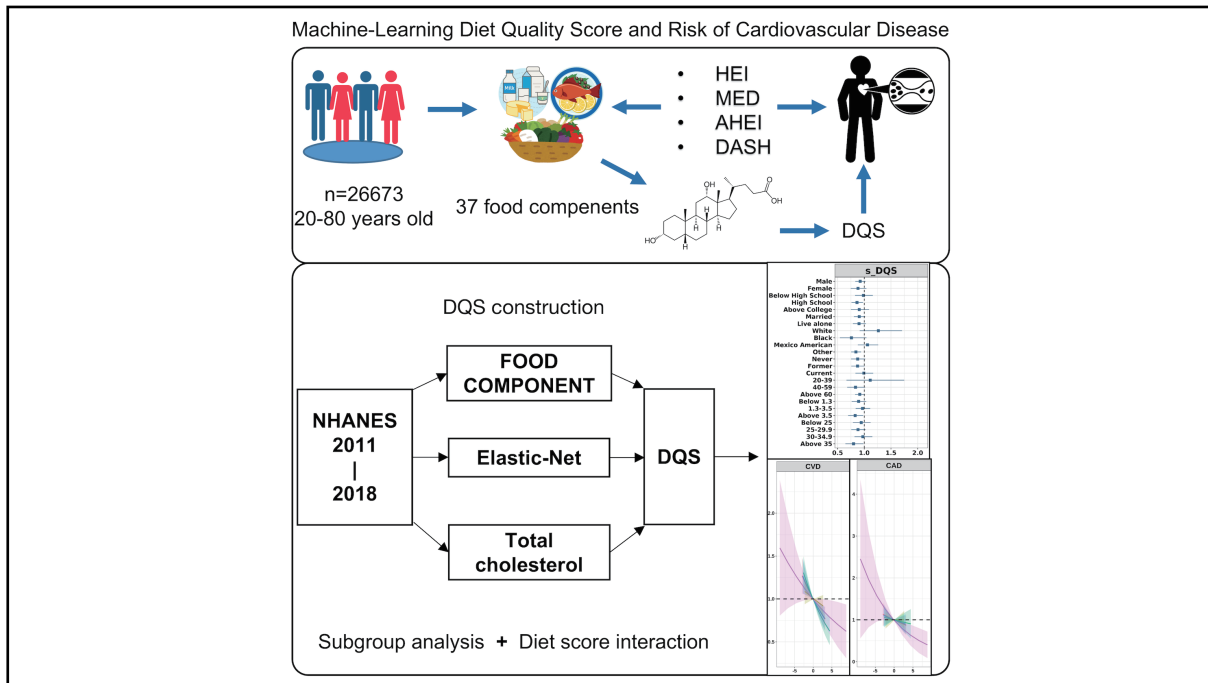 Machine-Learning Diet Quality Score and Risk of Cardiovascular Disease
MILK
• HEI
• MED
• AHEI
• DASH
n=26673
20-80 years old
37 food compenents
OH
O
OH
H
H
H
H
HO
H
DQS
DQS construction
NHANES
2011
|
2018
FOOD
COMPONENT
Elastic-Net
Total
cholesterol
DQS
Subgroup analysis + Diet score interaction
s_DQS
Male
Female
Below High School
High School
Above College
Married
Live alone
White
Black
Mexico American
Other
Never
Former
Current
20-39
40-59
Above 60
Below 1.3
1.3-3.5
Above 3.5
Below 25
25-29.9
30-34.9
Above 35
0.5 1.0 1.5 2.0
CVD
2.0
1.5
1.0
0.5
-5 0 5
CAD
4
3
2
1
0
-5 0 5